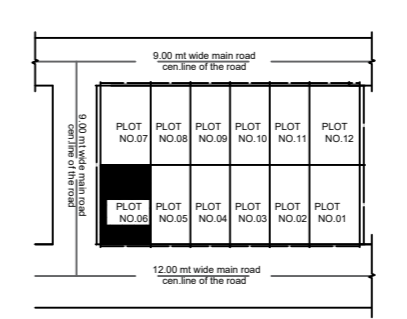 9.00 mt wide main road
cen.line of the road
9.00 mt wide main road
cen.line of the road
PLOT NO.07
PLOT NO.08
PLOT NO.09
PLOT NO.10
PLOT NO.11
PLOT NO.12
PLOT NO.06
PLOT NO.05
PLOT NO.04
PLOT NO.03
PLOT NO.02
PLOT NO.01
12.00 mt wide main road
cen.line of the road